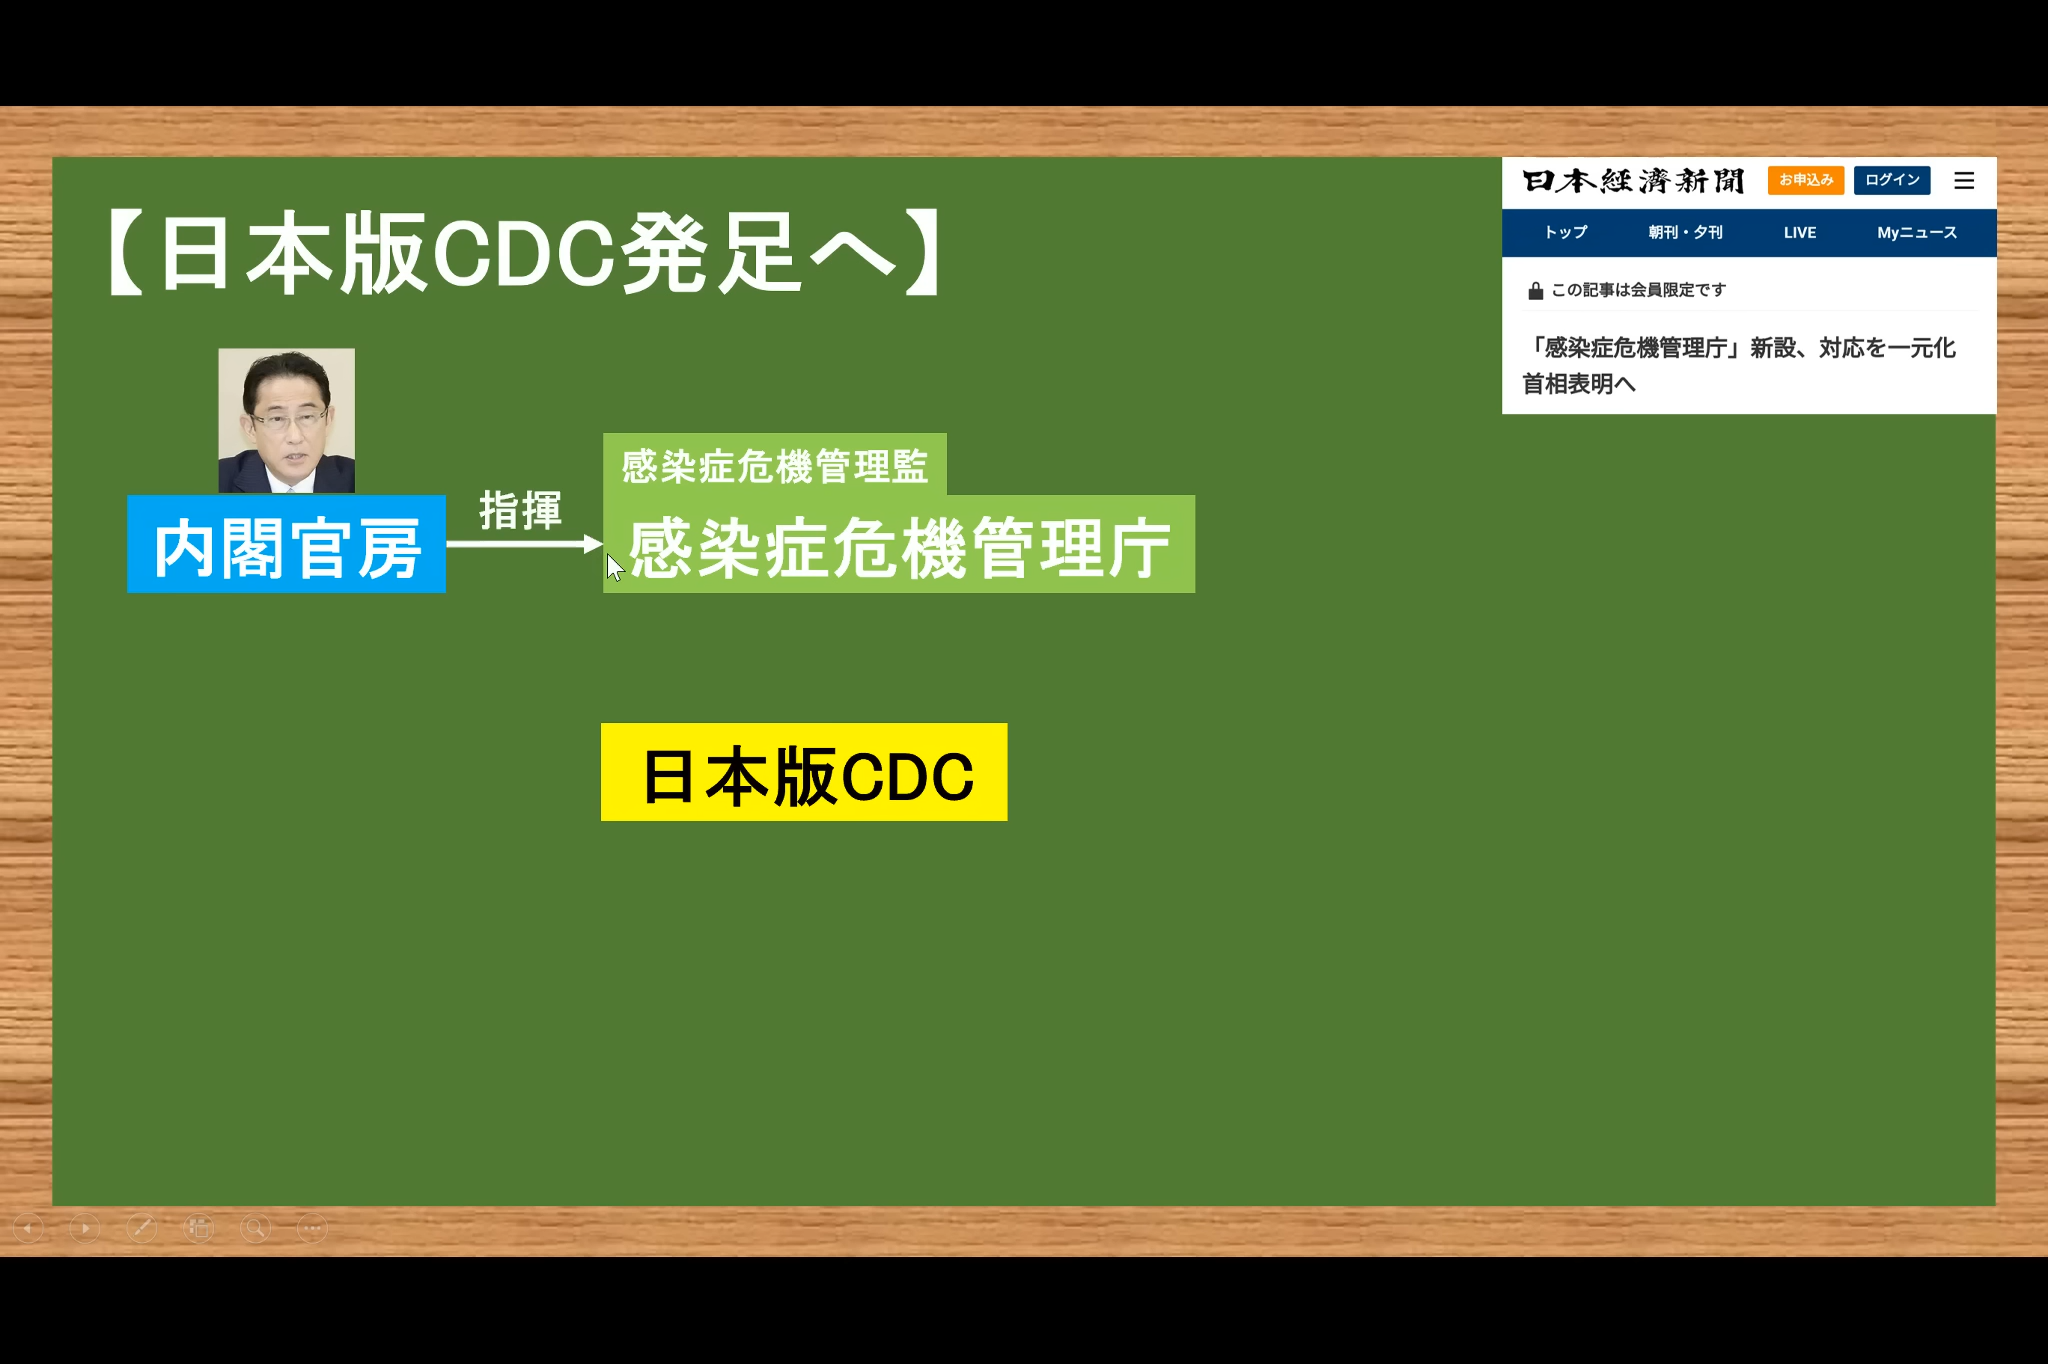 【日本版CDC発足へ】
日本経済新聞
お申込み
ログイン
トップ
朝刊・夕刊
LIVE
Myニュース
この記事は会員限定です
「感染症危機管理庁」新設、対応を一元化
首相表明へ
感染症危機管理監
内閣官房
指揮
感染症危機管理庁
日本版CDC